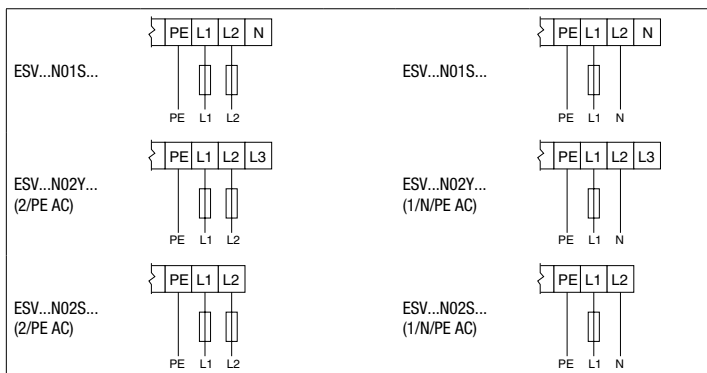 PE L1 L2 N
ESV...N01S...
PE L1 L2
PE L1 L2 N
ESV...N01S...
PE L1 N
PE L1 L2 L3
ESV...N02Y...
(2/PE AC)
PE L1 L2
PE L1 L2 L3
ESV...N02Y...
(1/N/PE AC)
PE L1 N
PE L1 L2
ESV...N02S...
(2/PE AC)
PE L1 L2
PE L1 L2
ESV...N02S...
(1/N/PE AC)
PE L1 N